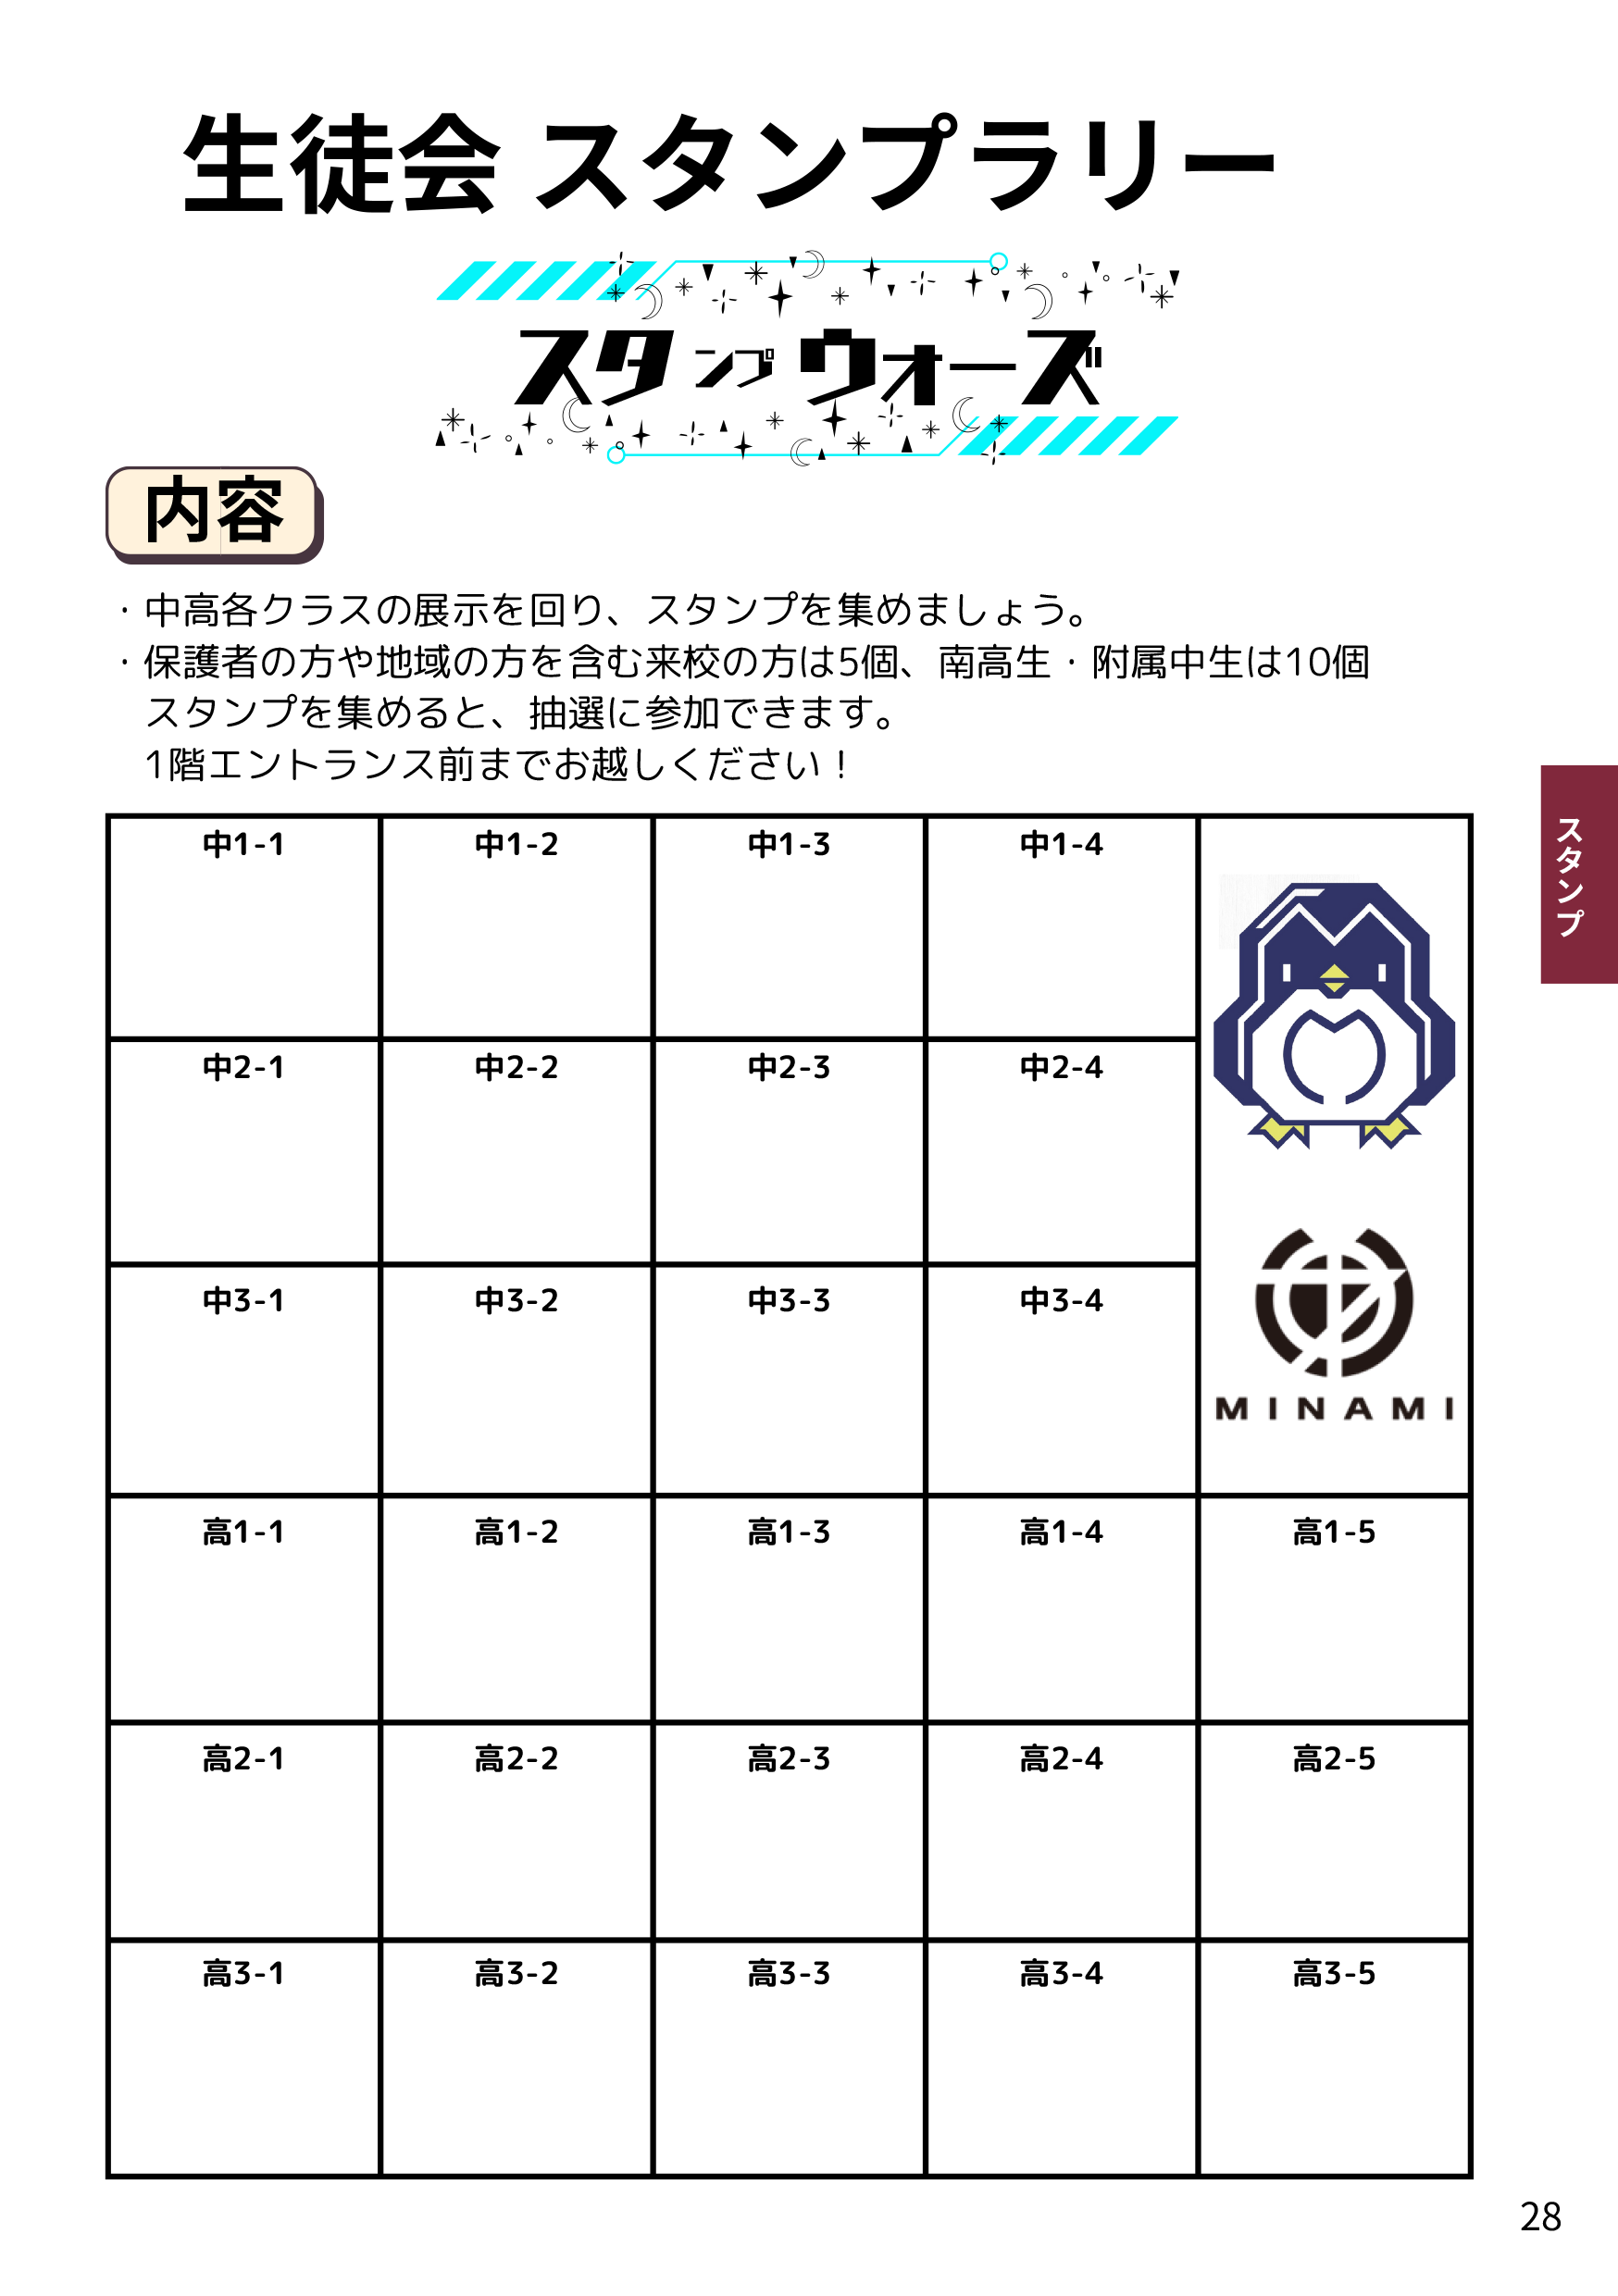 生徒会 スタンプラリー
スタンプウォーズ
内容
・中高各クラスの展示を回り、スタンプを集めましょう。
・保護者の方や地域の方を含む来校の方は5個、南高生・附属中生は10個
スタンプを集めると、抽選に参加できます。
1階エントランス前までお越しください！
スタンプ
中1-1 中1-2 中1-3 中1-4
中2-1 中2-2 中2-3 中2-4
中3-1 中3-2 中3-3 中3-4
MINAMI
高1-1 高1-2 高1-3 高1-4 高1-5
高2-1 高2-2 高2-3 高2-4 高2-5
高3-1 高3-2 高3-3 高3-4 高3-5
28